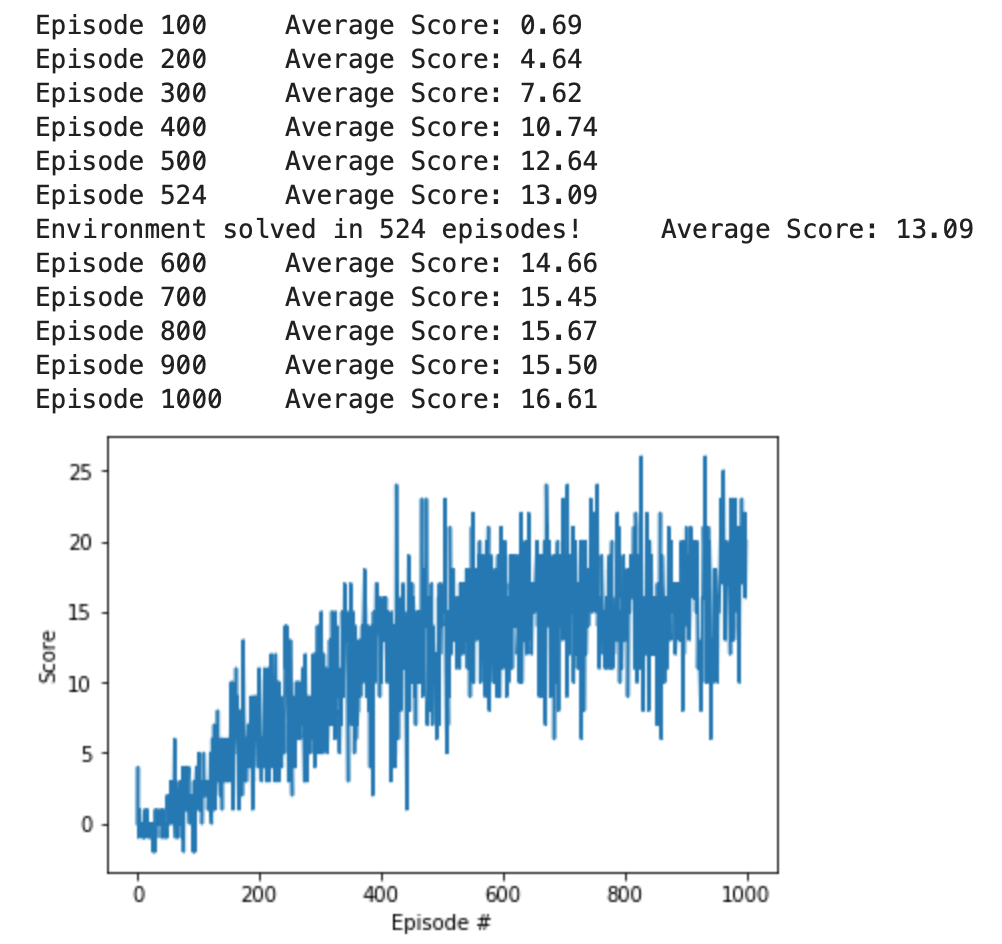 Episode 100 Average Score: 0.69
Episode 200 Average Score: 4.64
Episode 300 Average Score: 7.62
Episode 400 Average Score: 10.74
Episode 500 Average Score: 12.64
Episode 524 Average Score: 13.09
Environment solved in 524 episodes! Average Score: 13.09
Episode 600 Average Score: 14.66
Episode 700 Average Score: 15.45
Episode 800 Average Score: 15.67
Episode 900 Average Score: 15.50
Episode 1000 Average Score: 16.61
25
20
15
10
5
0
Score
0 200 400 600 800 1000
Episode #